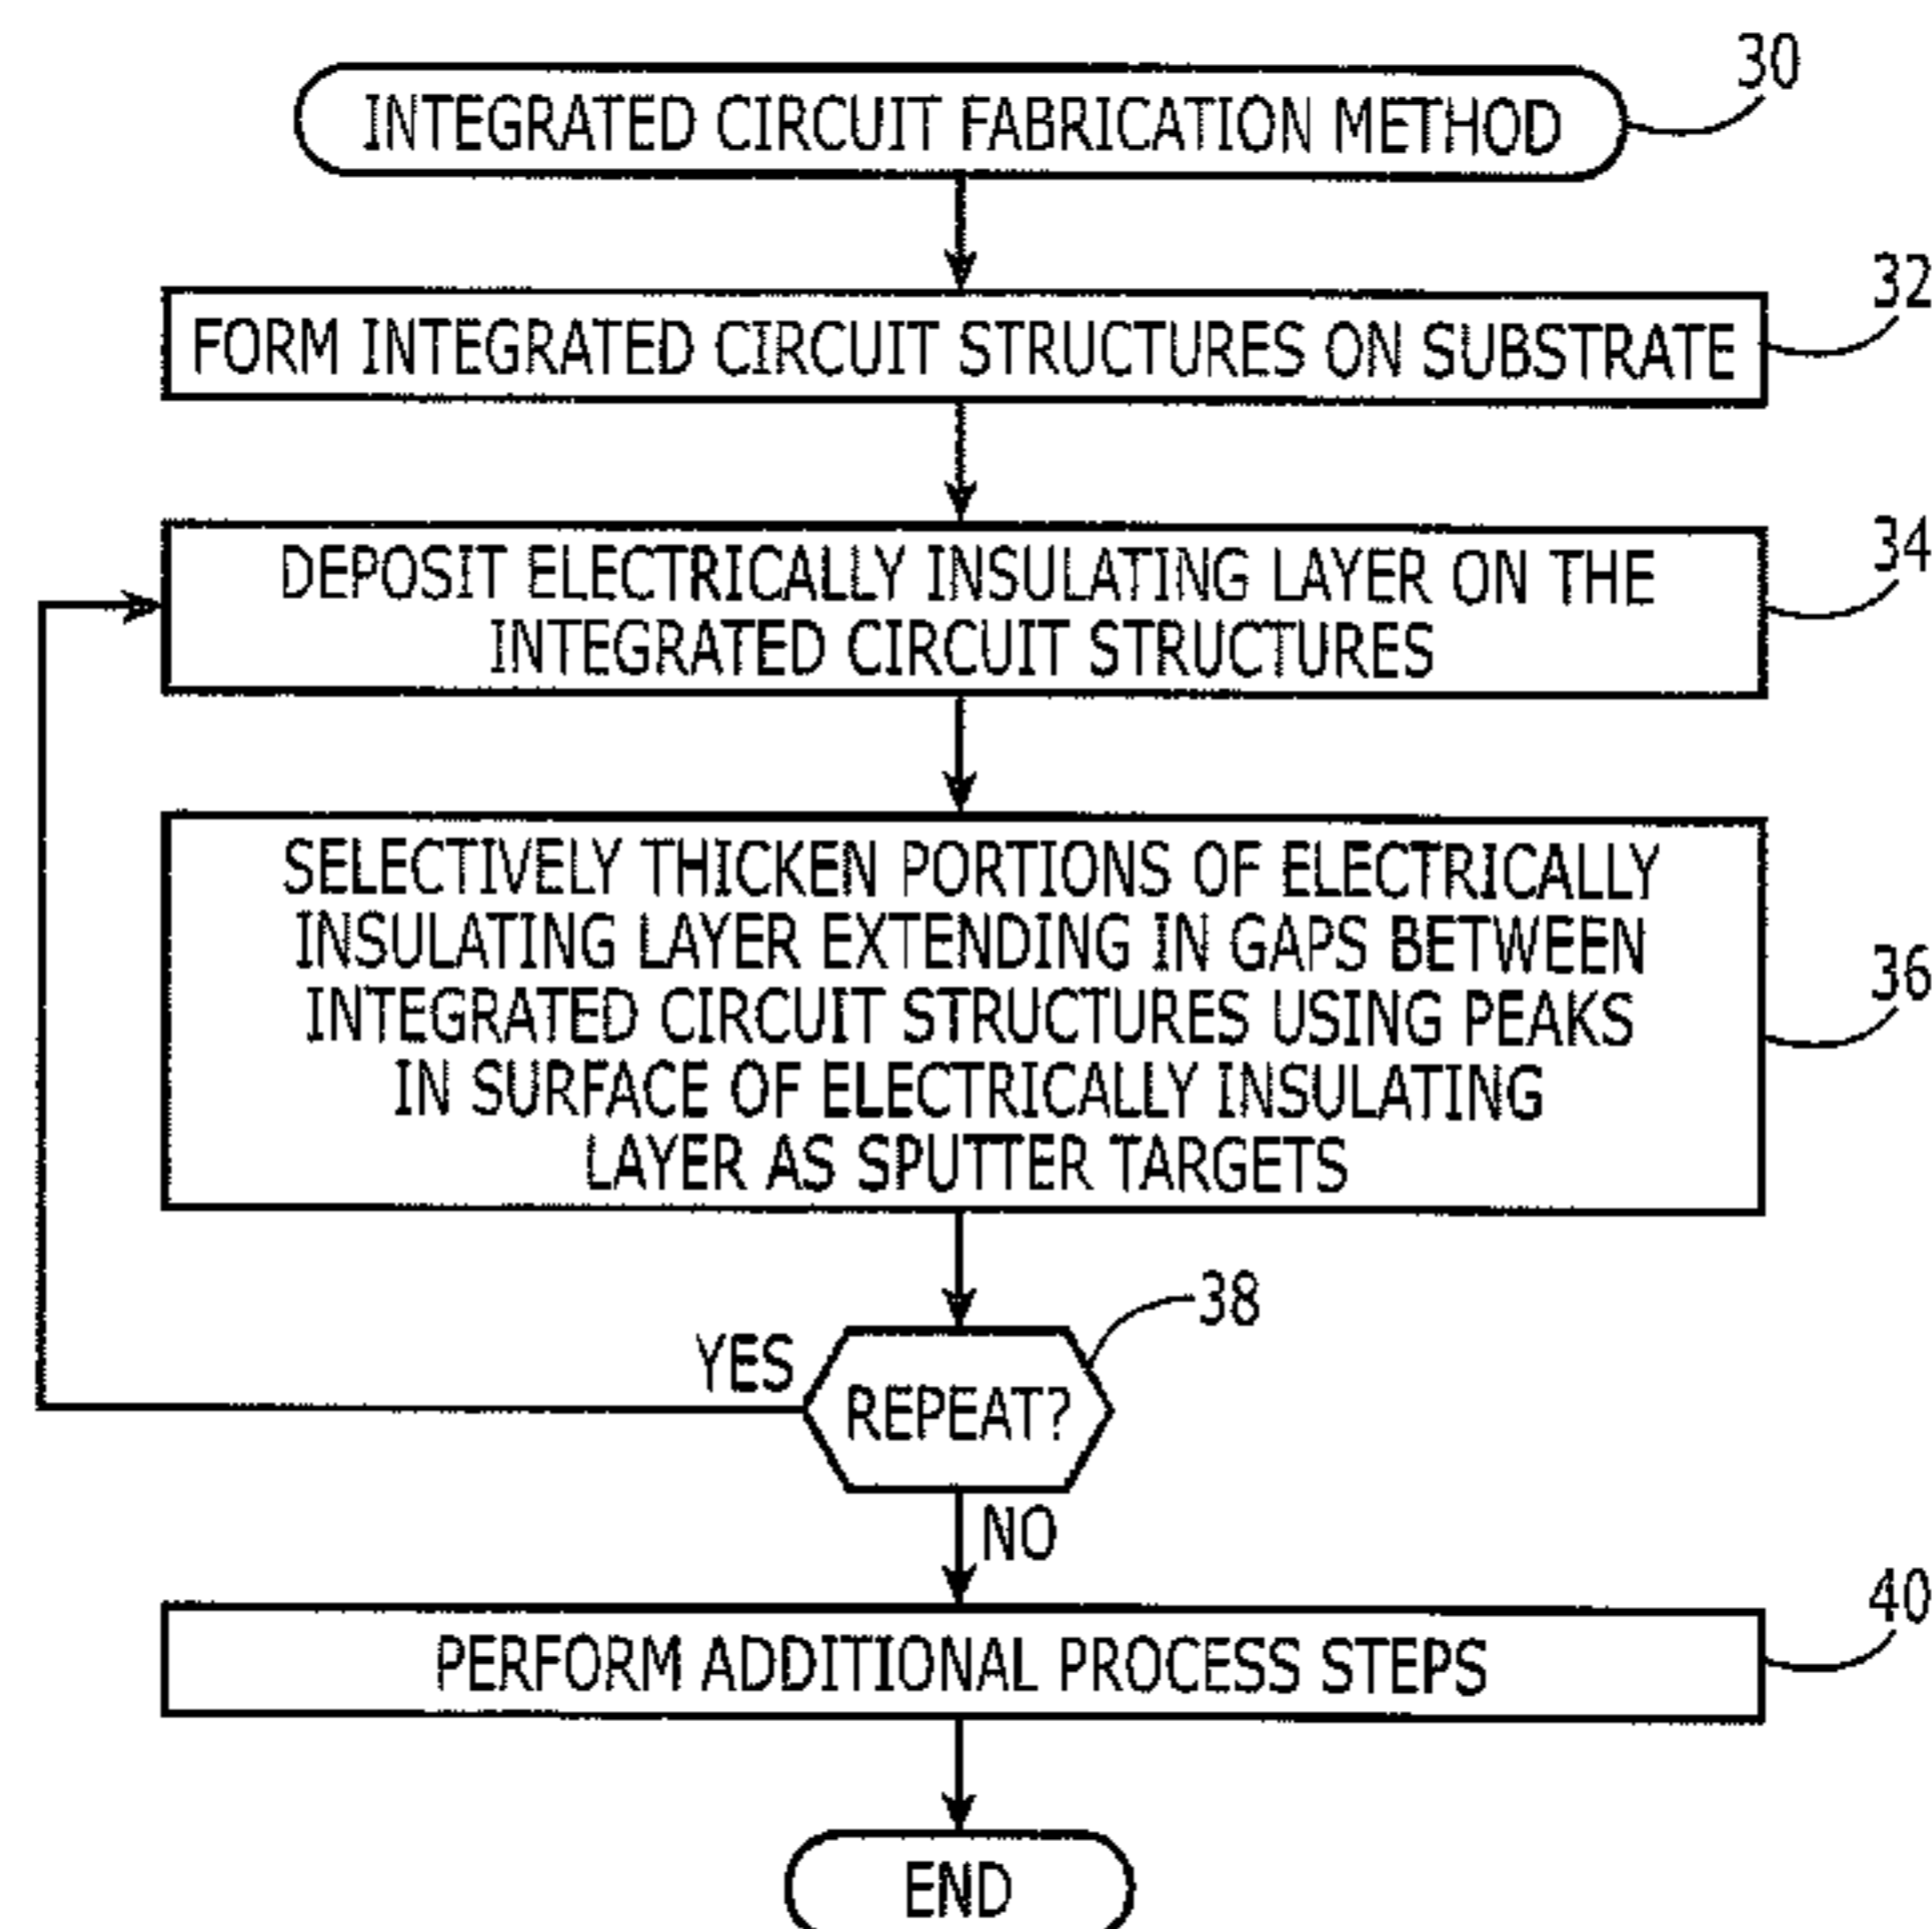 30
INTEGRATED CIRCUIT FABRICATION METHOD
32
FORM INTEGRATED CIRCUIT STRUCTURES ON SUBSTRATE
34
DEPOSIT ELECTRICALLY INSULATING LAYER ON THE
INTEGRATED CIRCUIT STRUCTURES
SELECTIVELY THICKEN PORTIONS OF ELECTRICALLY
INSULATING LAYER EXTENDING IN GAPS BETWEEN
INTEGRATED CIRCUIT STRUCTURES USING PEAKS
IN SURFACE OF ELECTRICALLY INSULATING
LAYER AS SPUTTER TARGETS
36
38
YES
REPEAT?
NO
40
PERFORM ADDITIONAL PROCESS STEPS
END